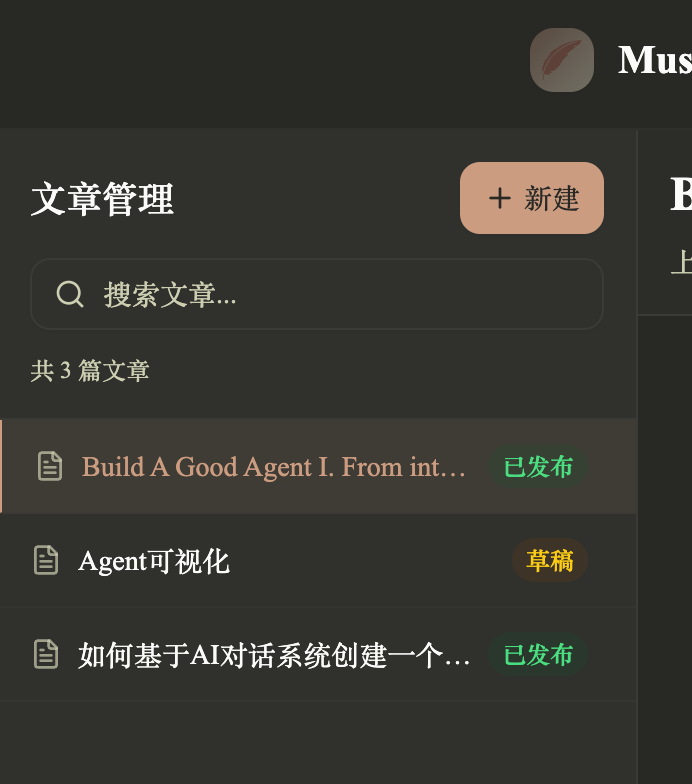 Mus
文章管理
新建
搜索文章...
共 3 篇文章
Build A Good Agent I. From int...
已发布
Agent可视化
草稿
如何基于AI对话系统创建一个...
已发布
B
上